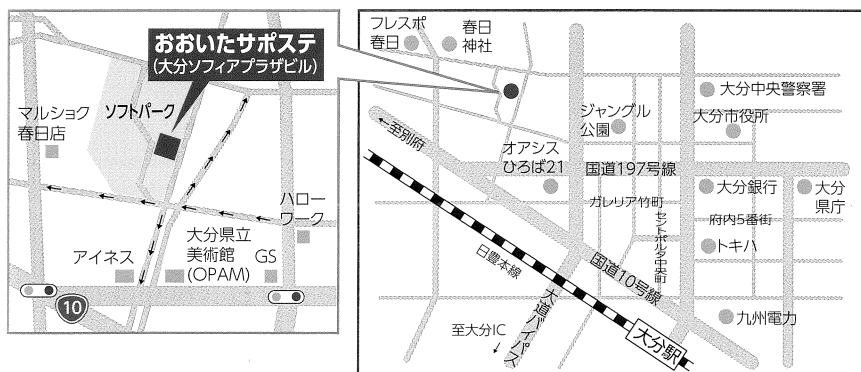 おおいたサポステ
(大分ソフィアプラザビル)
マルショク
春日店
ソフトパーク
ハロー
ワーク
アイネス
大分県立
美術館
(OPAM)
GS
10
フレスポ
春日
春日
神社
大分中央警察署
ジャングル
公園
大分市役所
←至別府
オアシス
ひろば21
国道197号線
大分銀行
大分
県庁
ガレリア竹町
セントポルタ中央町
府内5番街
トキハ
日豊本線
国道10号線
大道バイパス
至大分IC
九州電力
大分駅